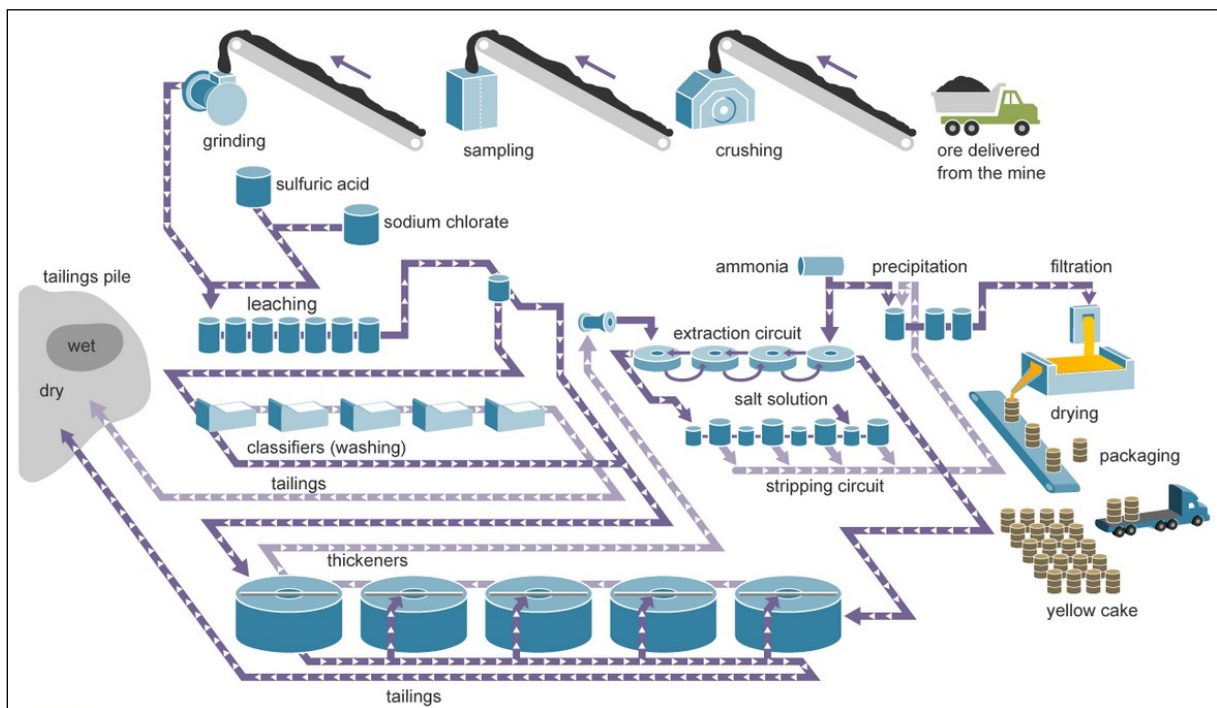 grinding
sampling
crushing
ore delivered
from the mine
sulfuric acid
sodium chlorate
tailings pile
wet
dry
leaching
ammonia
precipitation
filtration
extraction circuit
salt solution
drying
classifiers (washing)
packaging
tailings
stripping circuit
thickeners
yellow cake
tailings